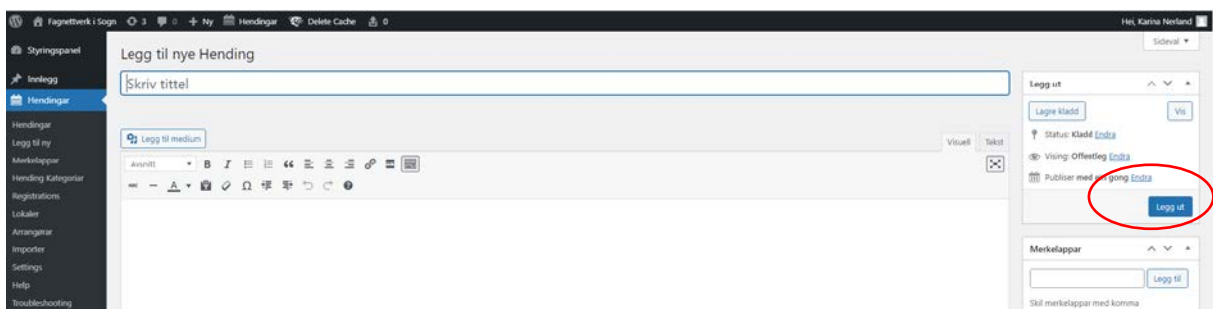 Fagnettverk i Sogn 3 0 + Ny Hendingar Delete Cache 0 Hei, Karina Nerland
Styringspanel
Innlegg
Hendingar
Hendingar
Legg til ny
Merkelappar
Hending Kategoriar
Registrations
Lokaler
Arrangørar
Importer
Settings
Help
Troubleshooting
Sideval
Legg til nye Hending
Skriv tittel
Legg til medium
Visuell Tekst
Avsnitt B I A Ω
Legg ut
Lagre kladd Vis
Status: Kladd Endra
Vising: Offentleg Endra
Publiser med ein gong Endra
Legg ut
Merkelappar
Legg til
Skil merkelappar med komma